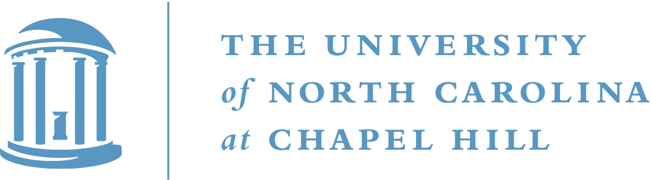 THE UNIVERSITY
of NORTH CAROLINA
at CHAPEL HILL